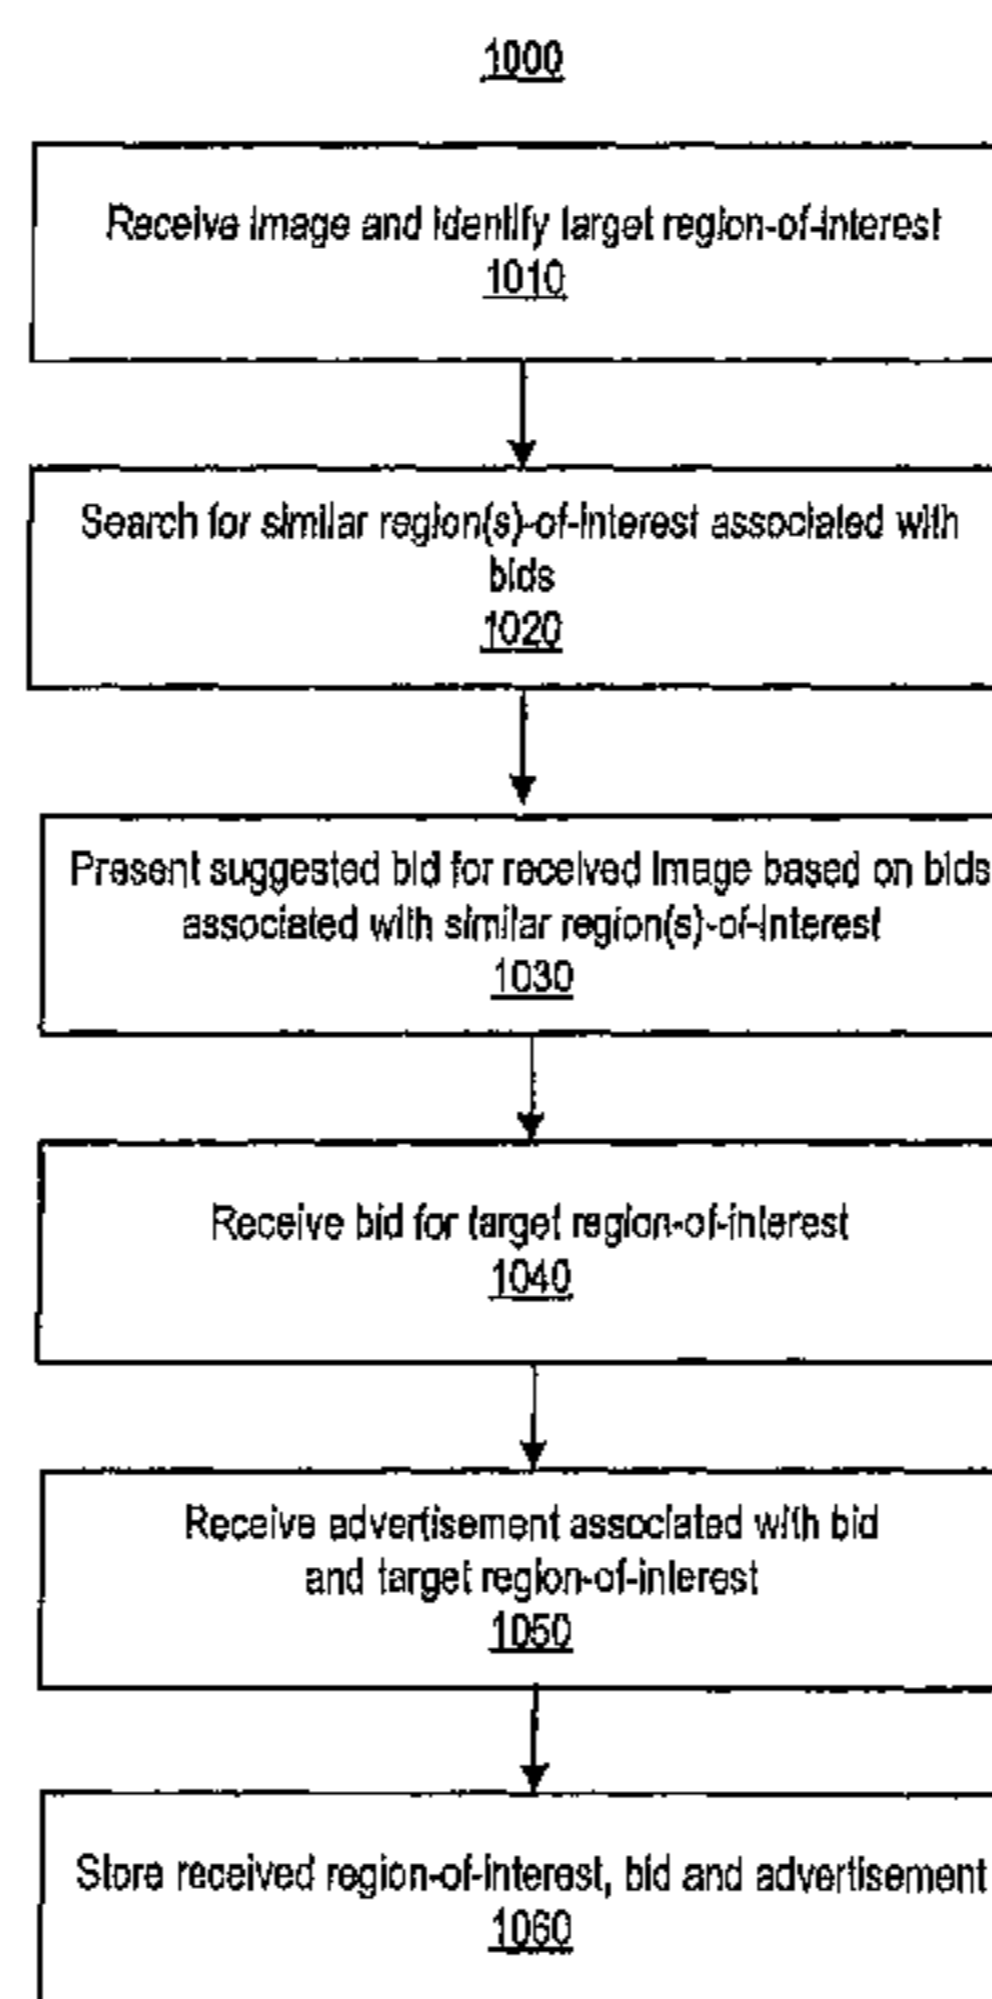 1000
Receive image and identify target region-of-interest
1010
Search for similar region(s)-of-interest associated with
bids
1020
Present suggested bid for received image based on bids
associated with similar region(s)-of-interest
1030
Receive bid for target region-of-interest
1040
Receive advertisement associated with bid
and target region-of-interest
1050
Store received region-of-interest, bid and advertisement
1060